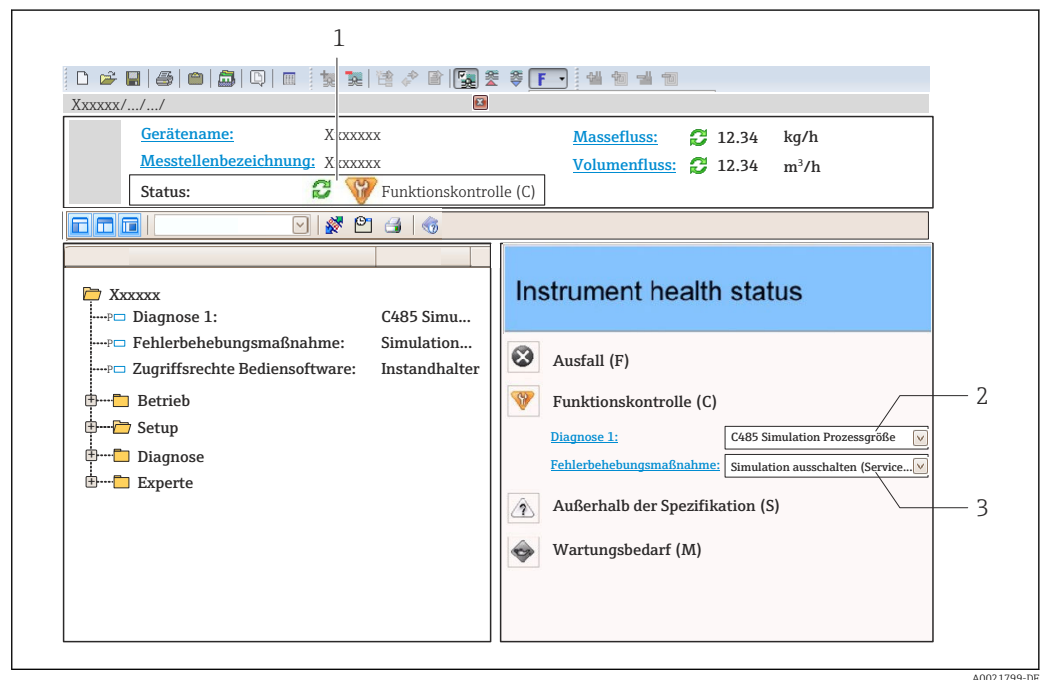 1
F
Xxxxxx/.../.../
Gerätename: Xxxxxxx
Messtellenbezeichnung: Xxxxxxx
Status: Funktionskontrolle (C)
Massefluss: 12.34 kg/h
Volumenfluss: 12.34 m³/h
Xxxxxx
P Diagnose 1: C485 Simu...
P Fehlerbehebungsmaßnahme: Simulation...
P Zugriffsrechte Bediensoftware: Instandhalter
Betrieb
Setup
Diagnose
Experte
Instrument health status
Ausfall (F)
Funktionskontrolle (C)
2
Diagnose 1: C485 Simulation Prozessgröße
Fehlerbehebungsmaßnahme: Simulation ausschalten (Service...
Außerhalb der Spezifikation (S)
3
Wartungsbedarf (M)
A0021799-DE